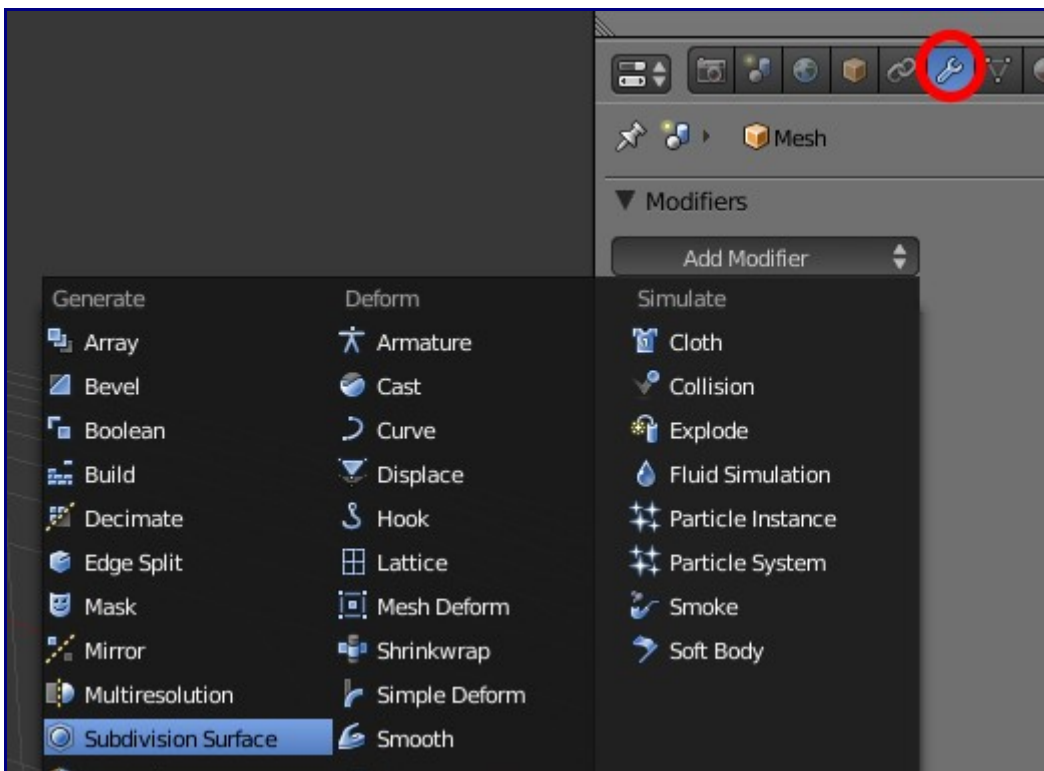 Mesh
Modifiers
Add Modifier
Generate
Array
Bevel
Boolean
Build
Decimate
Edge Split
Mask
Mirror
Multiresolution
Subdivision Surface
Deform
Armature
Cast
Curve
Displace
Hook
Lattice
Mesh Deform
Shrinkwrap
Simple Deform
Smooth
Simulate
Cloth
Collision
Explode
Fluid Simulation
Particle Instance
Particle System
Smoke
Soft Body